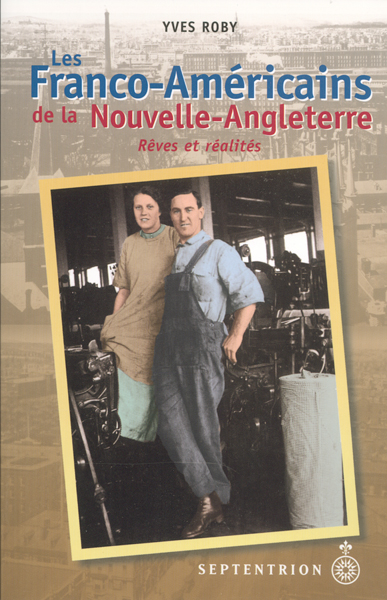 YVES ROBY
Les
Franco-Américains
de la Nouvelle-Angleterre
Rêves et réalités
SEPTENTRION